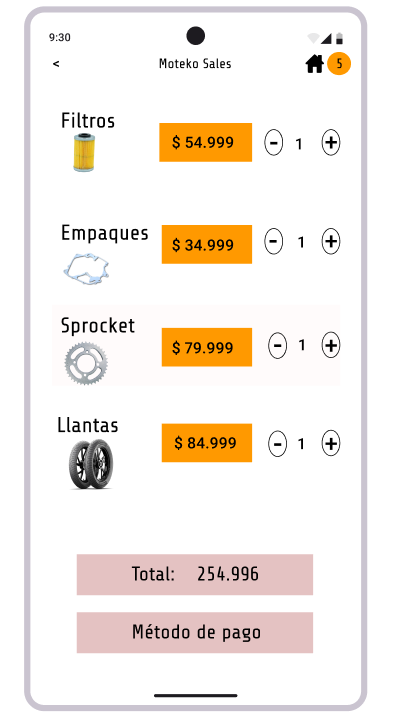 9:30
< Moteko Sales 5
Filtros
$ 54.999 - 1 +
Empaques
$ 34.999 - 1 +
Sprocket
$ 79.999 - 1 +
Llantas
$ 84.999 - 1 +
Total: 254.996
Método de pago